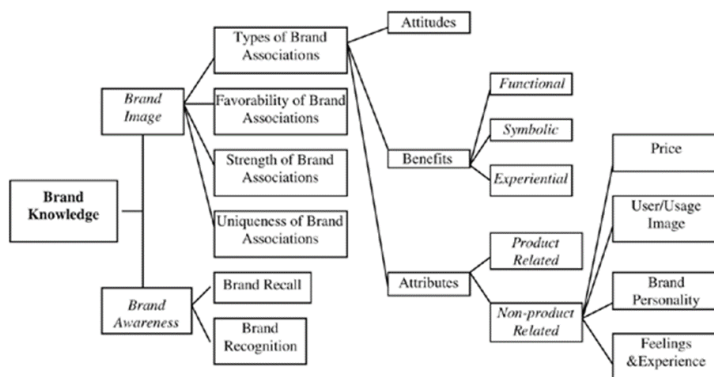 Brand
Knowledge
Brand
Image
Brand
Awareness
Types of Brand
Associations
Favorability of Brand
Associations
Strength of Brand
Associations
Uniqueness of Brand
Associations
Brand Recall
Brand
Recognition
Attitudes
Benefits
Attributes
Functional
Symbolic
Experiential
Product
Related
Non-product
Related
Price
User/Usage
Image
Brand
Personality
Feelings
&Experience